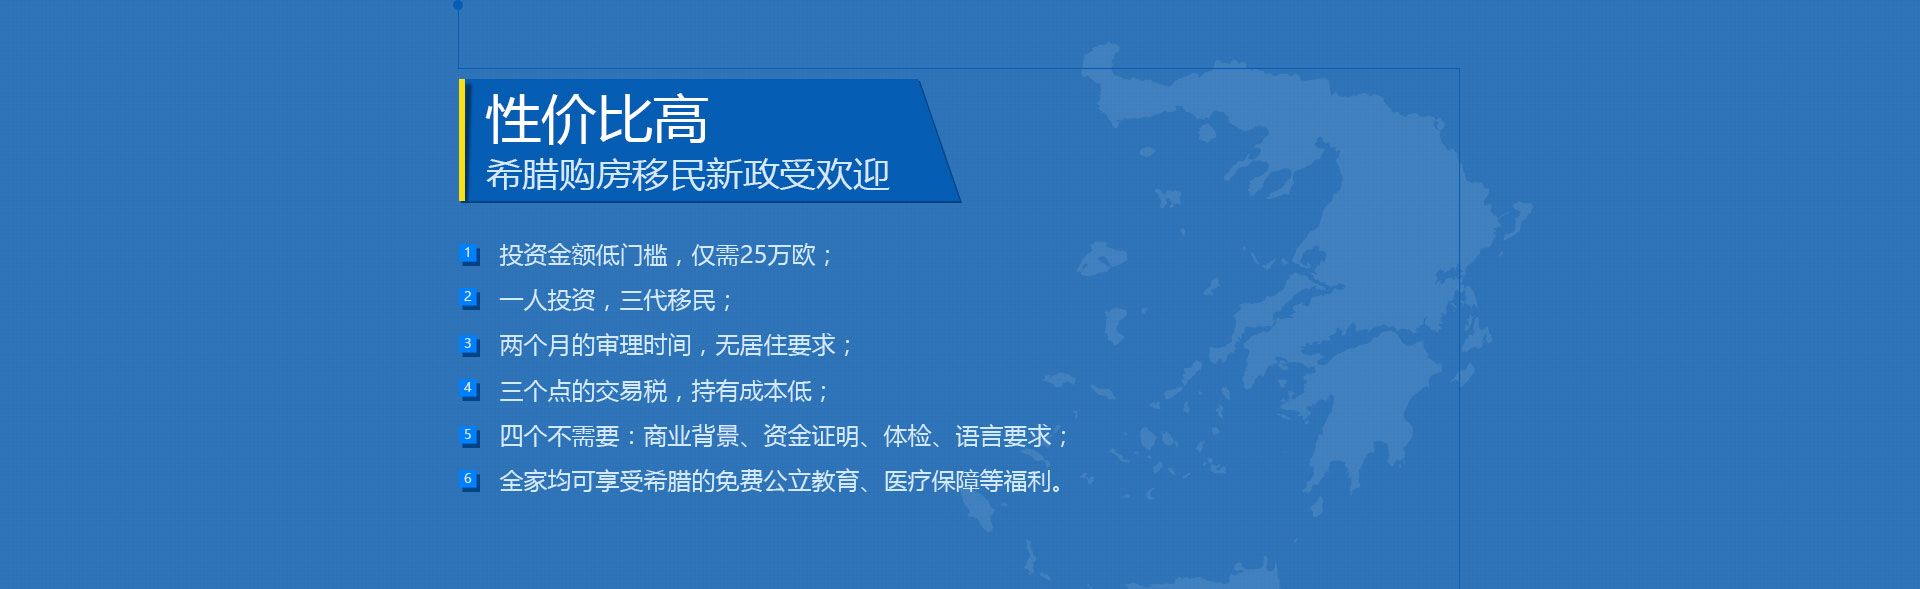 性价比高
希腊购房移民新政受欢迎
1 投资金额低门槛，仅需25万欧；
2 一人投资，三代移民；
3 两个月的审理时间，无居住要求；
4 三个点的交易税，持有成本低；
5 四个不需要：商业背景、资金证明、体检、语言要求；
6 全家均可享受希腊的免费公立教育、医疗保障等福利。